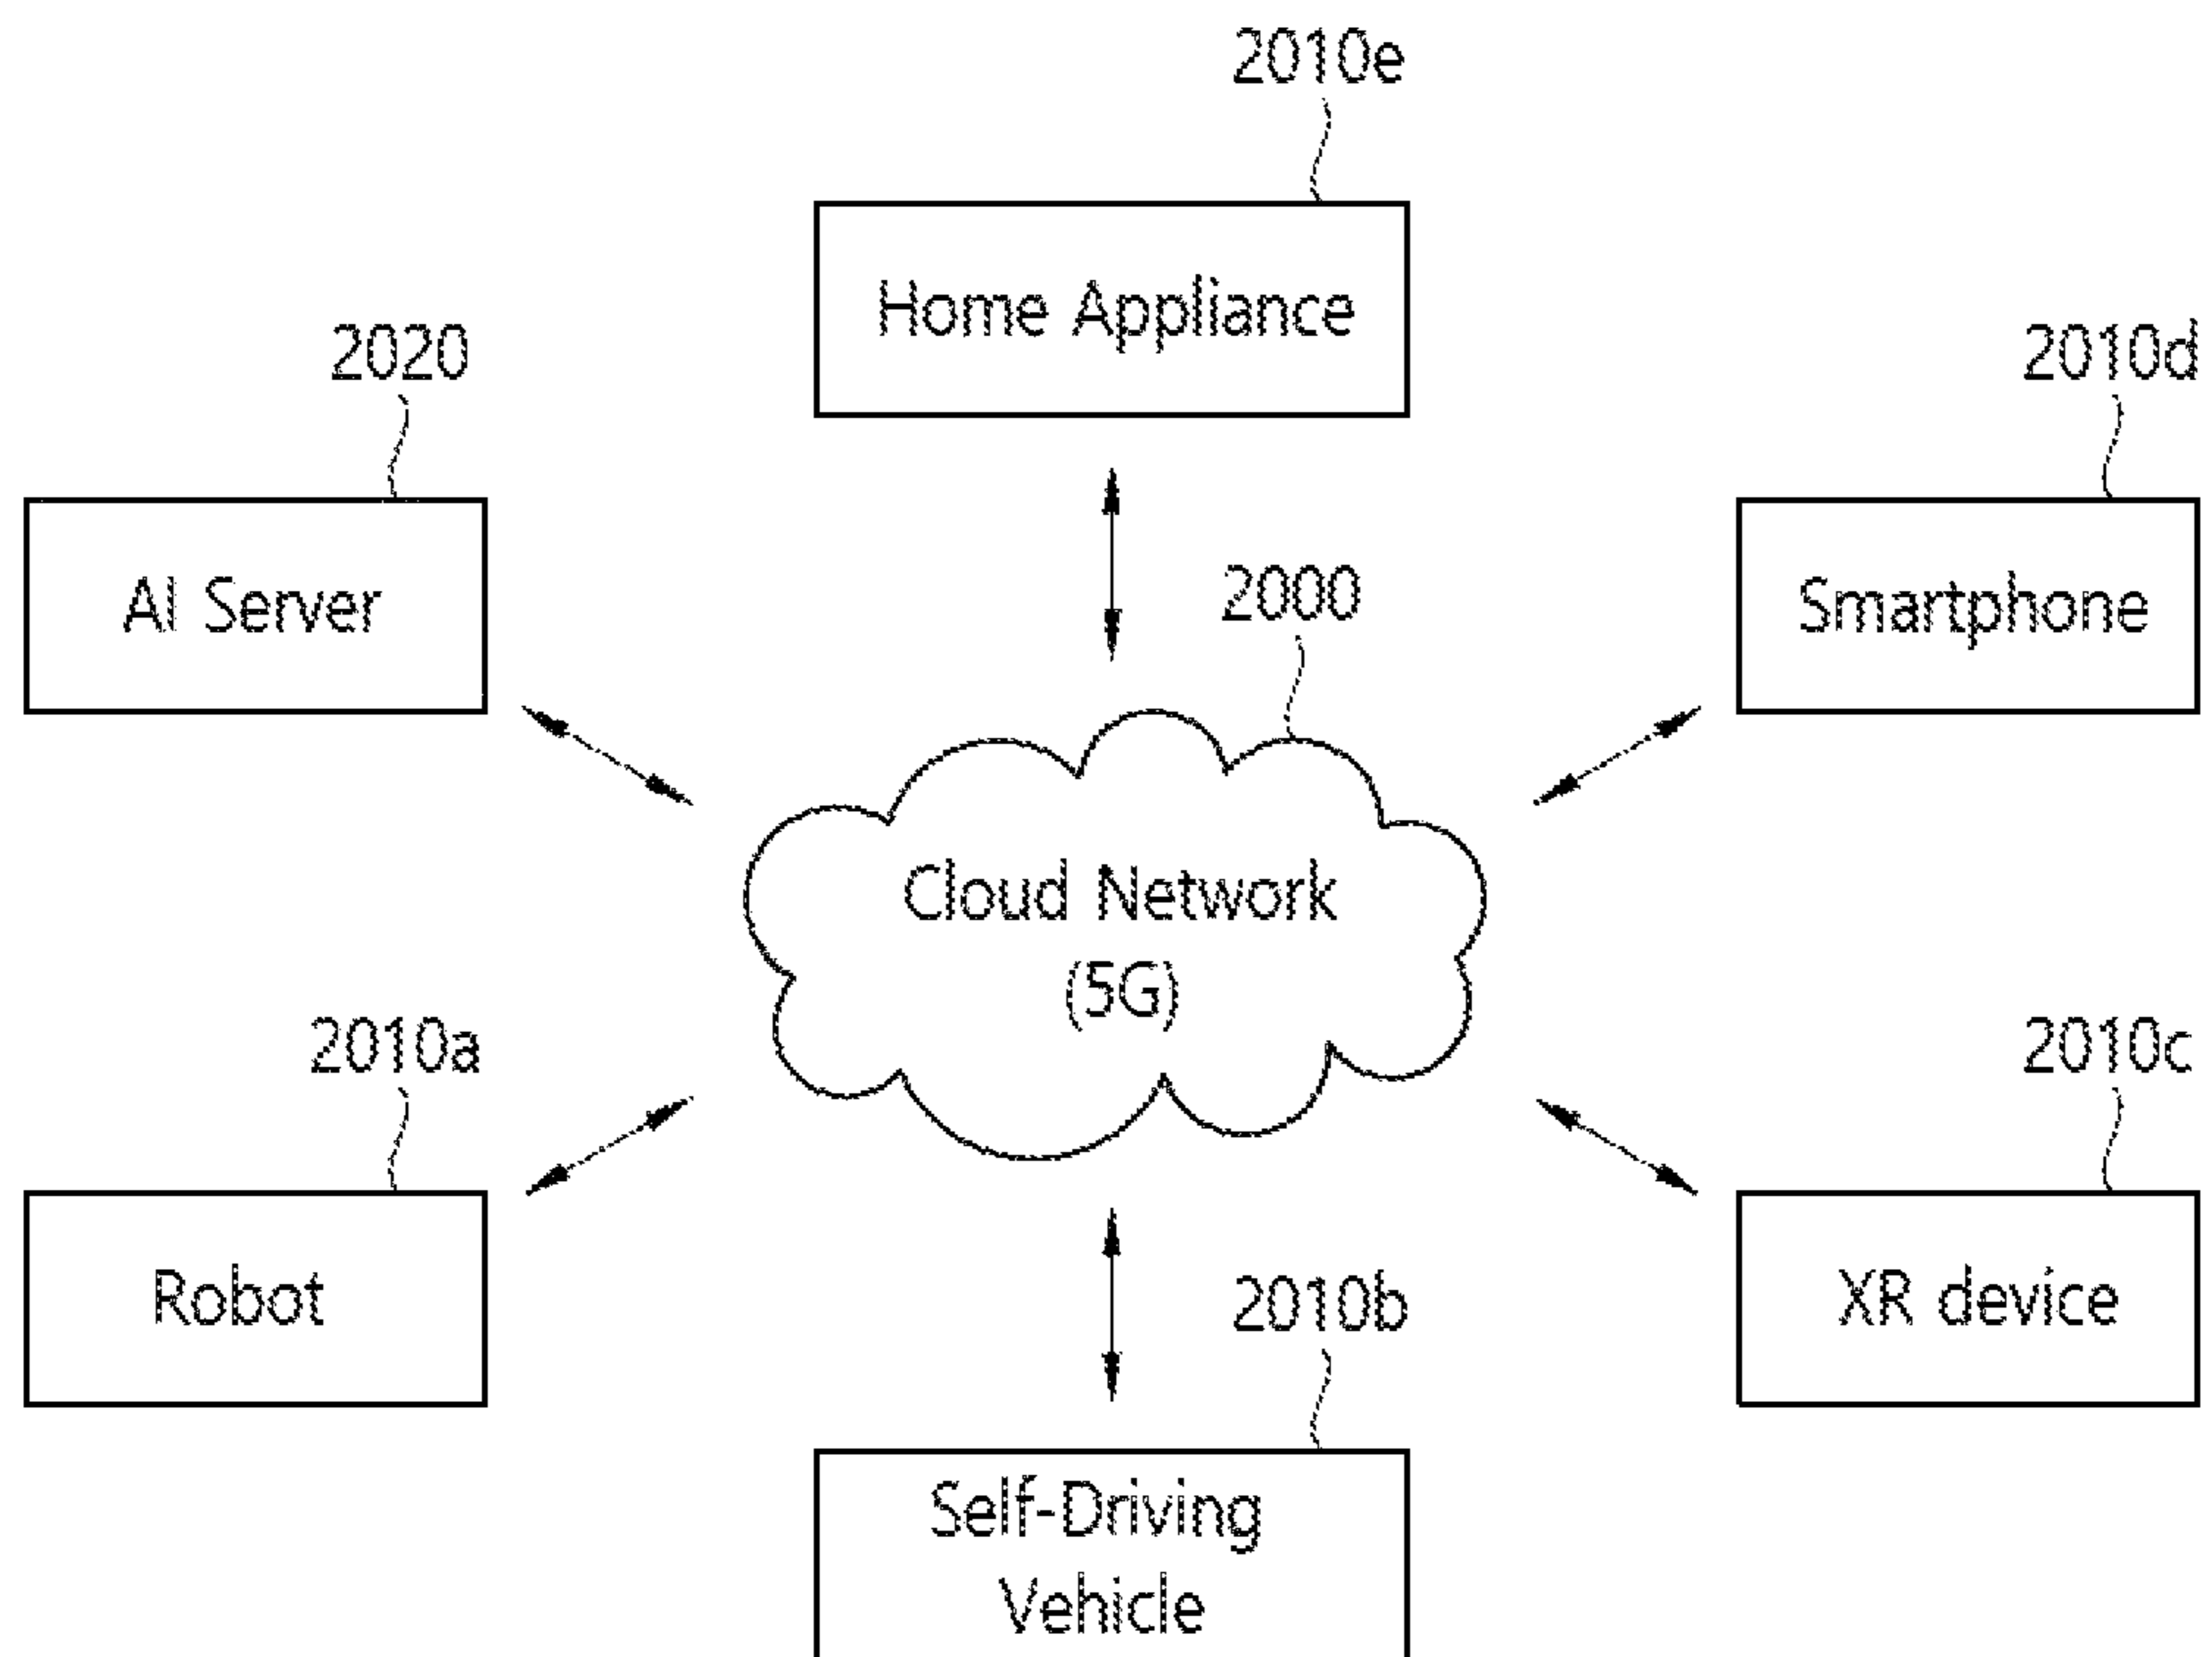 2010e
Home Appliance
2020
AI Server
2010d
Smartphone
2000
Cloud Network
(5G)
2010a
Robot
2010c
XR device
2010b
Self-Driving
Vehicle